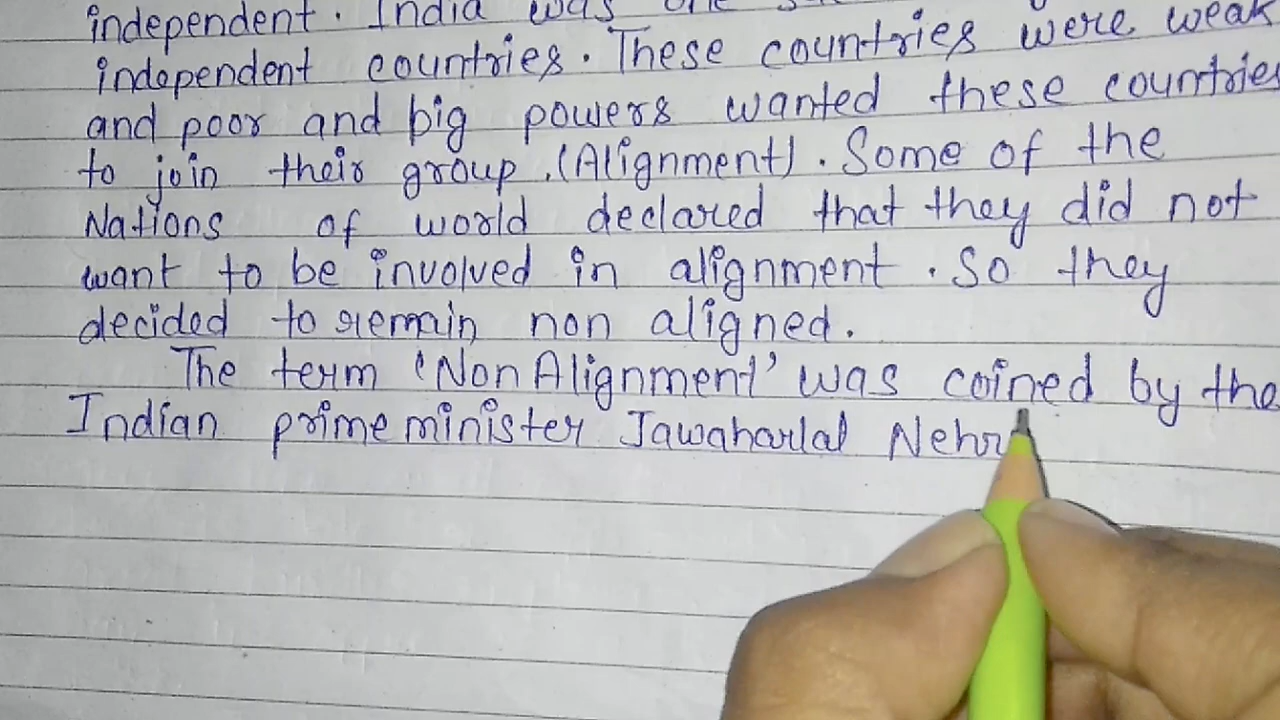 independent. India was one
independent countries. These countries were weak
and poor and big powers wanted these countries
to join their group.(Alignment). Some of the
Nations of world declared that they did not
want to be involved in alignment. So they
decided to remain non aligned.
The term 'Non Alignment' was coined by the
Indian prime minister Jawaharlal Nehr